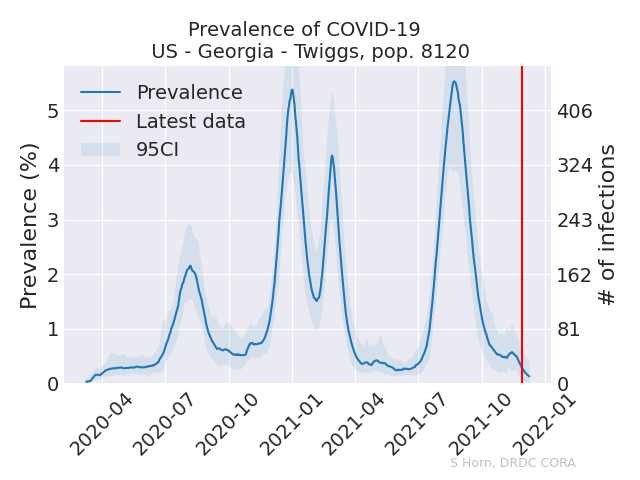 Prevalence of COVID-19
US - Georgia - Twiggs, pop. 8120
Prevalence
Latest data
95CI
Prevalence (%)
5
4
3
2
1
0
406
324
243
162
81
0
# of infections
2020-04
2020-07
2020-10
2021-01
2021-04
2021-07
2021-10
2022-01
S Horn, DRDC CORA